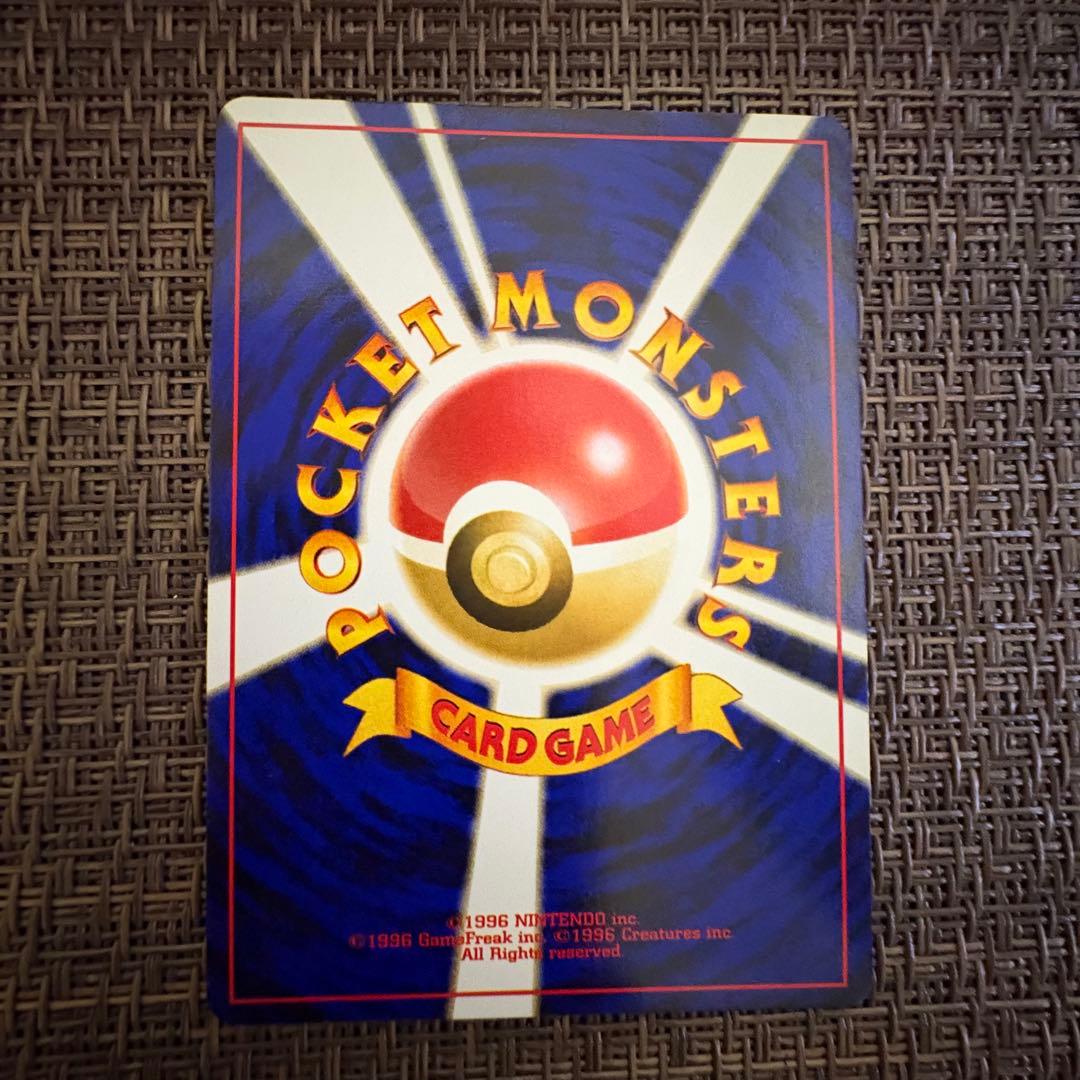 POCKET MONSTERS
CARD GAME
©1996 NINTENDO inc.
©1996 GameFreak inc. ©1996 Creatures inc.
All Rights reserved.